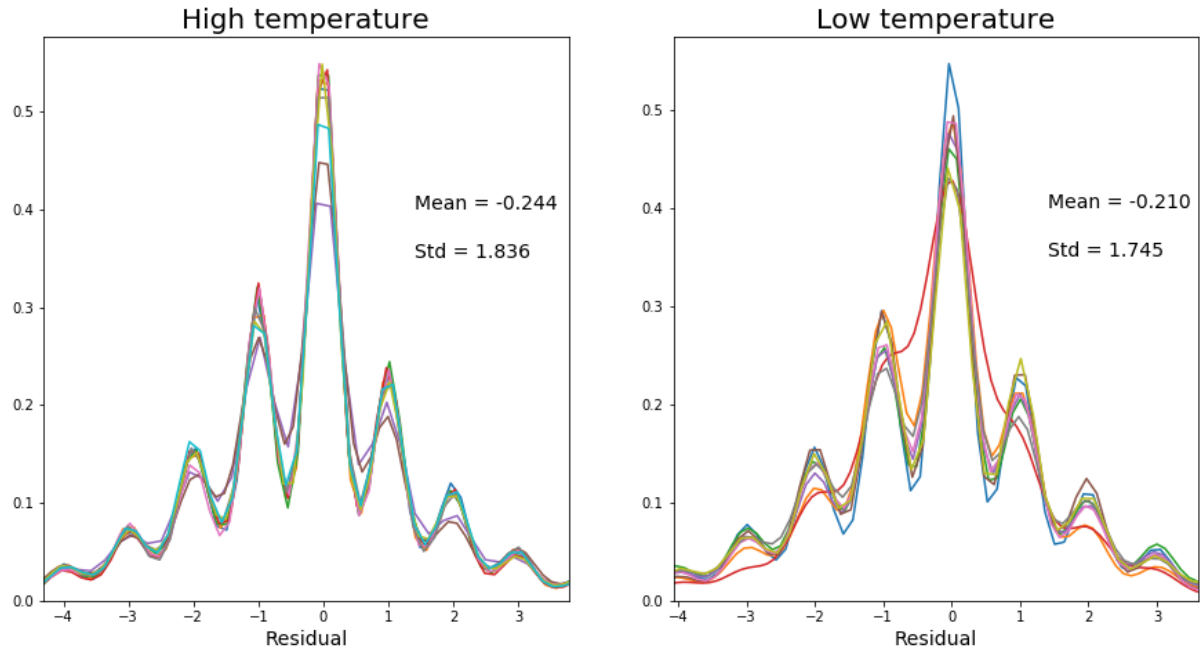 High temperature
0.5
0.4
0.3
0.2
0.1
0.0
Mean = -0.244
Std = 1.836
−4 −3 −2 −1 0 1 2 3
Residual
Low temperature
0.5
0.4
0.3
0.2
0.1
0.0
Mean = -0.210
Std = 1.745
−4 −3 −2 −1 0 1 2 3
Residual